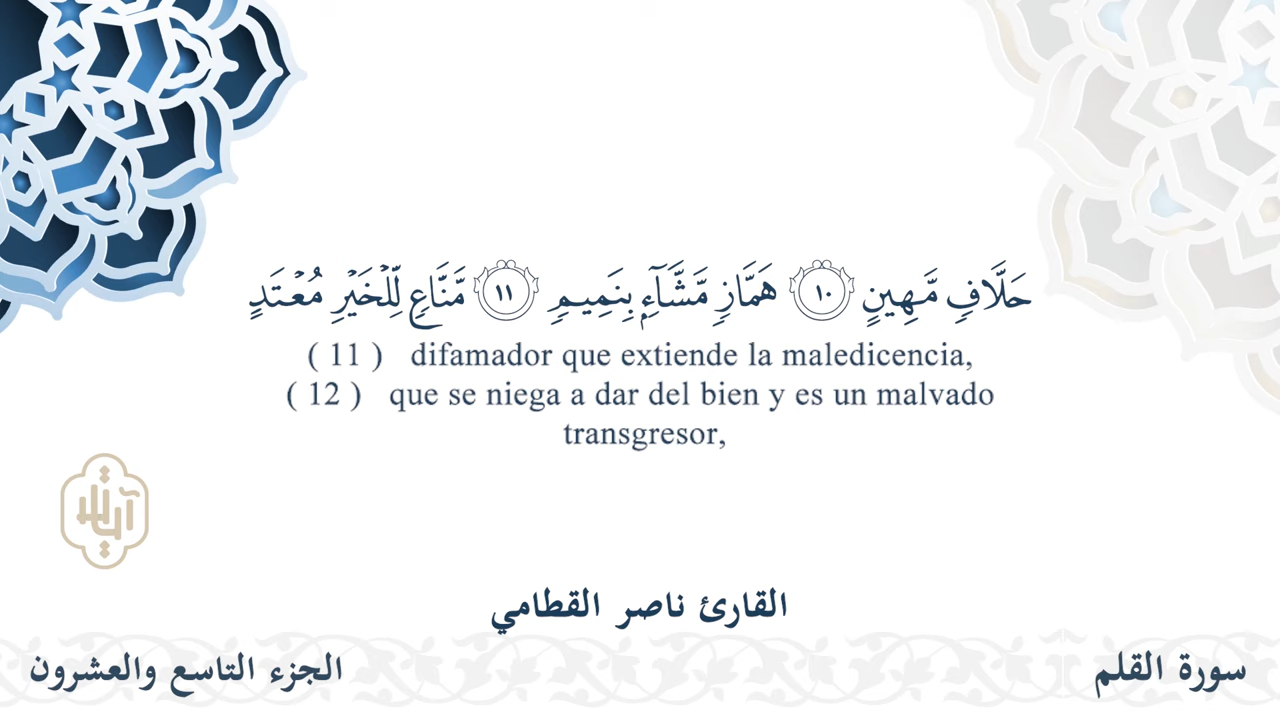 حَلَّافٍ مَّهِينٍ ١٠ هَمَّازٍ مَّشَّآءِۭ بِنَمِيمٍ ١١ مَّنَّاعٍ لِّلۡخَيۡرِ مُعۡتَدٍ
( 11 ) difamador que extiende la maledicencia,
( 12 ) que se niega a dar del bien y es un malvado
transgresor,
آيات
القارئ ناصر القطامي
سورة القلم
الجزء التاسع والعشرون